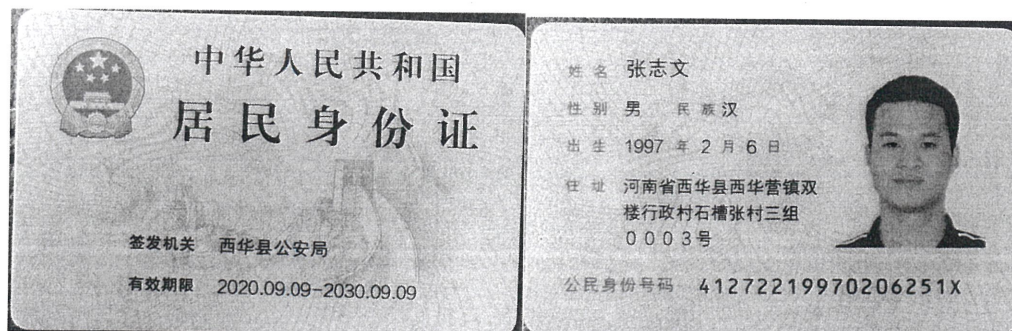 中华人民共和国
居民身份证
签发机关 西华县公安局
有效期限 2020.09.09-2030.09.09
姓名 张志文
性别 男 民族 汉
出生 1997 年 2 月 6 日
住址 河南省西华县西华营镇双
楼行政村石槽张村三组
0003号
公民身份号码 41272219970206251X